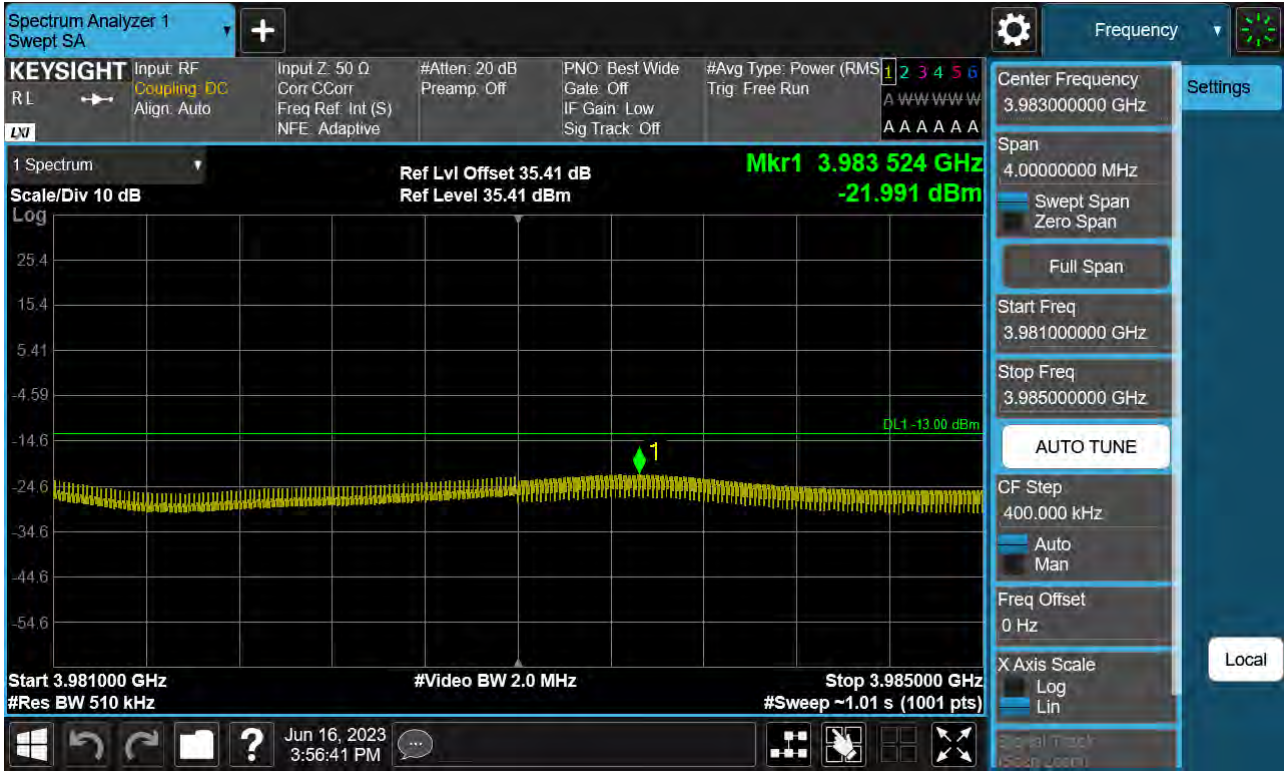 Spectrum Analyzer 1
Swept SA
Frequency
KEYSIGHT
RL
LXI
Input: RF
Coupling: DC
Align: Auto
Input Z: 50 Ω
Corr CCorr
Freq Ref: Int (S)
NFE: Adaptive
#Atten: 20 dB
Preamp: Off
PNO: Best Wide
Gate: Off
IF Gain: Low
Sig Track: Off
#Avg Type: Power (RMS
Trig: Free Run
1 2 3 4 5 6
A W W W W W
A A A A A A
1 Spectrum
Scale/Div 10 dB
Log
Ref Lvl Offset 35.41 dB
Ref Level 35.41 dBm
Mkr1 3.983 524 GHz
-21.991 dBm
25.4
15.4
5.41
-4.59
-14.6
-24.6
-34.6
-44.6
-54.6
DL1 -13.00 dBm
1
Start 3.981000 GHz
#Res BW 510 kHz
#Video BW 2.0 MHz
Stop 3.985000 GHz
#Sweep ~1.01 s (1001 pts)
Center Frequency
3.983000000 GHz
Span
4.00000000 MHz
Swept Span
Zero Span
Full Span
Start Freq
3.981000000 GHz
Stop Freq
3.985000000 GHz
AUTO TUNE
CF Step
400.000 kHz
Auto
Man
Freq Offset
0 Hz
X Axis Scale
Log
Lin
Signal Track
(Span Zoom)
Settings
Local
Jun 16, 2023
3:56:41 PM